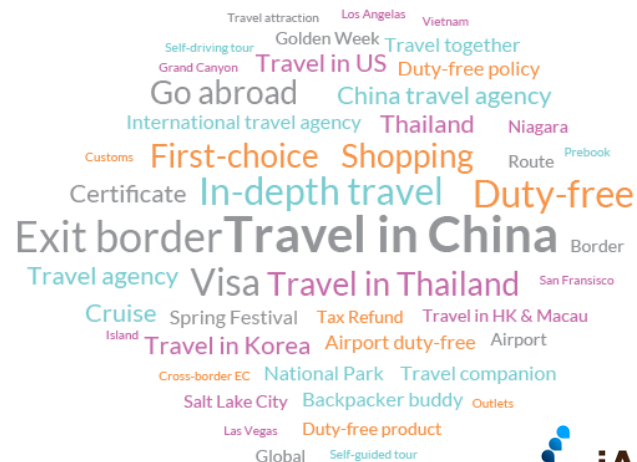 Travel attraction Los Angelas Vietnam
Self-driving tour Golden Week Travel together
Grand Canyon Travel in US Duty-free policy
Go abroad China travel agency
International travel agency Thailand Niagara
Customs First-choice Shopping Route Prebook
Certificate In-depth travel Duty-free
Exit border Travel in China Border
Travel agency Visa Travel in Thailand San Fransisco
Cruise Spring Festival Tax Refund Travel in HK & Macau
Island Travel in Korea Airport duty-free Airport
Cross-border EC National Park Travel companion
Salt Lake City Backpacker buddy Outlets
Las Vegas Duty-free product
Global Self-guided tour